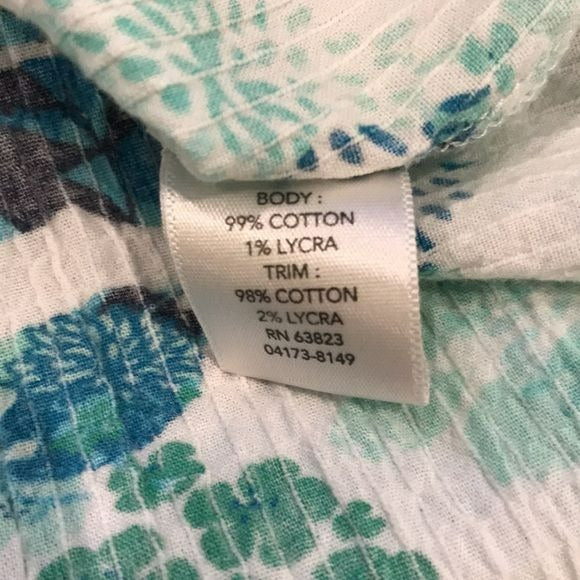 BODY :
99% COTTON
1% LYCRA
TRIM :
98% COTTON
2% LYCRA
RN 63823
04173-8149